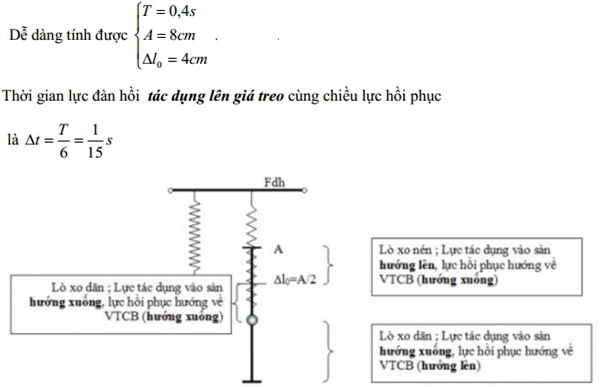 Dễ dàng tính được { T = 0,4s
A = 8cm .
Δl₀ = 4cm
Thời gian lực đàn hồi tác dụng lên giá treo cùng chiều lực hồi phục
là Δt = T/6 = 1/15 s
Fdh
A
Δl₀=A/2
Lò xo nén ; Lực tác dụng vào sàn
hướng lên, lực hồi phục hướng về
VTCB (hướng xuống)
Lò xo dãn ; Lực tác dụng vào sàn
hướng xuống, lực hồi phục hướng về
VTCB (hướng xuống)
Lò xo dãn ; Lực tác dụng vào sàn
hướng xuống, lực hồi phục hướng về
VTCB (hướng lên)